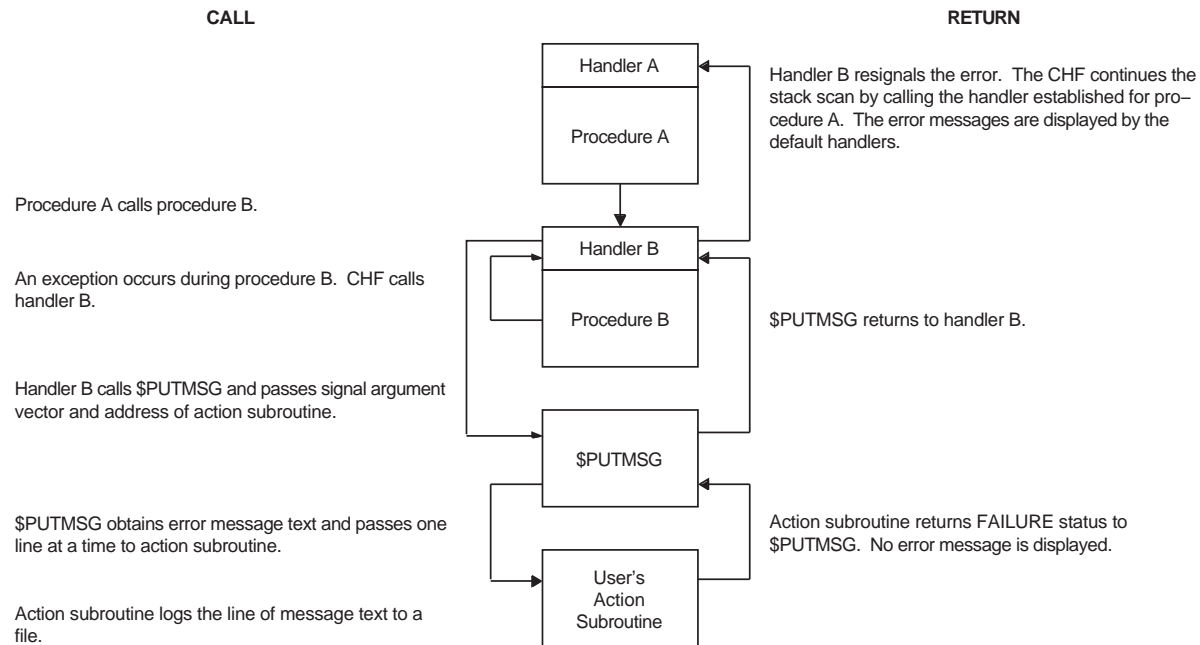 CALL
RETURN
Handler A
Procedure A
Handler B resignals the error. The CHF continues the
stack scan by calling the handler established for pro–
cedure A. The error messages are displayed by the
default handlers.
Procedure A calls procedure B.
Handler B
An exception occurs during procedure B. CHF calls
handler B.
Procedure B
$PUTMSG returns to handler B.
Handler B calls $PUTMSG and passes signal argument
vector and address of action subroutine.
$PUTMSG
$PUTMSG obtains error message text and passes one
line at a time to action subroutine.
Action subroutine returns FAILURE status to
$PUTMSG. No error message is displayed.
User's
Action
Subroutine
Action subroutine logs the line of message text to a
file.